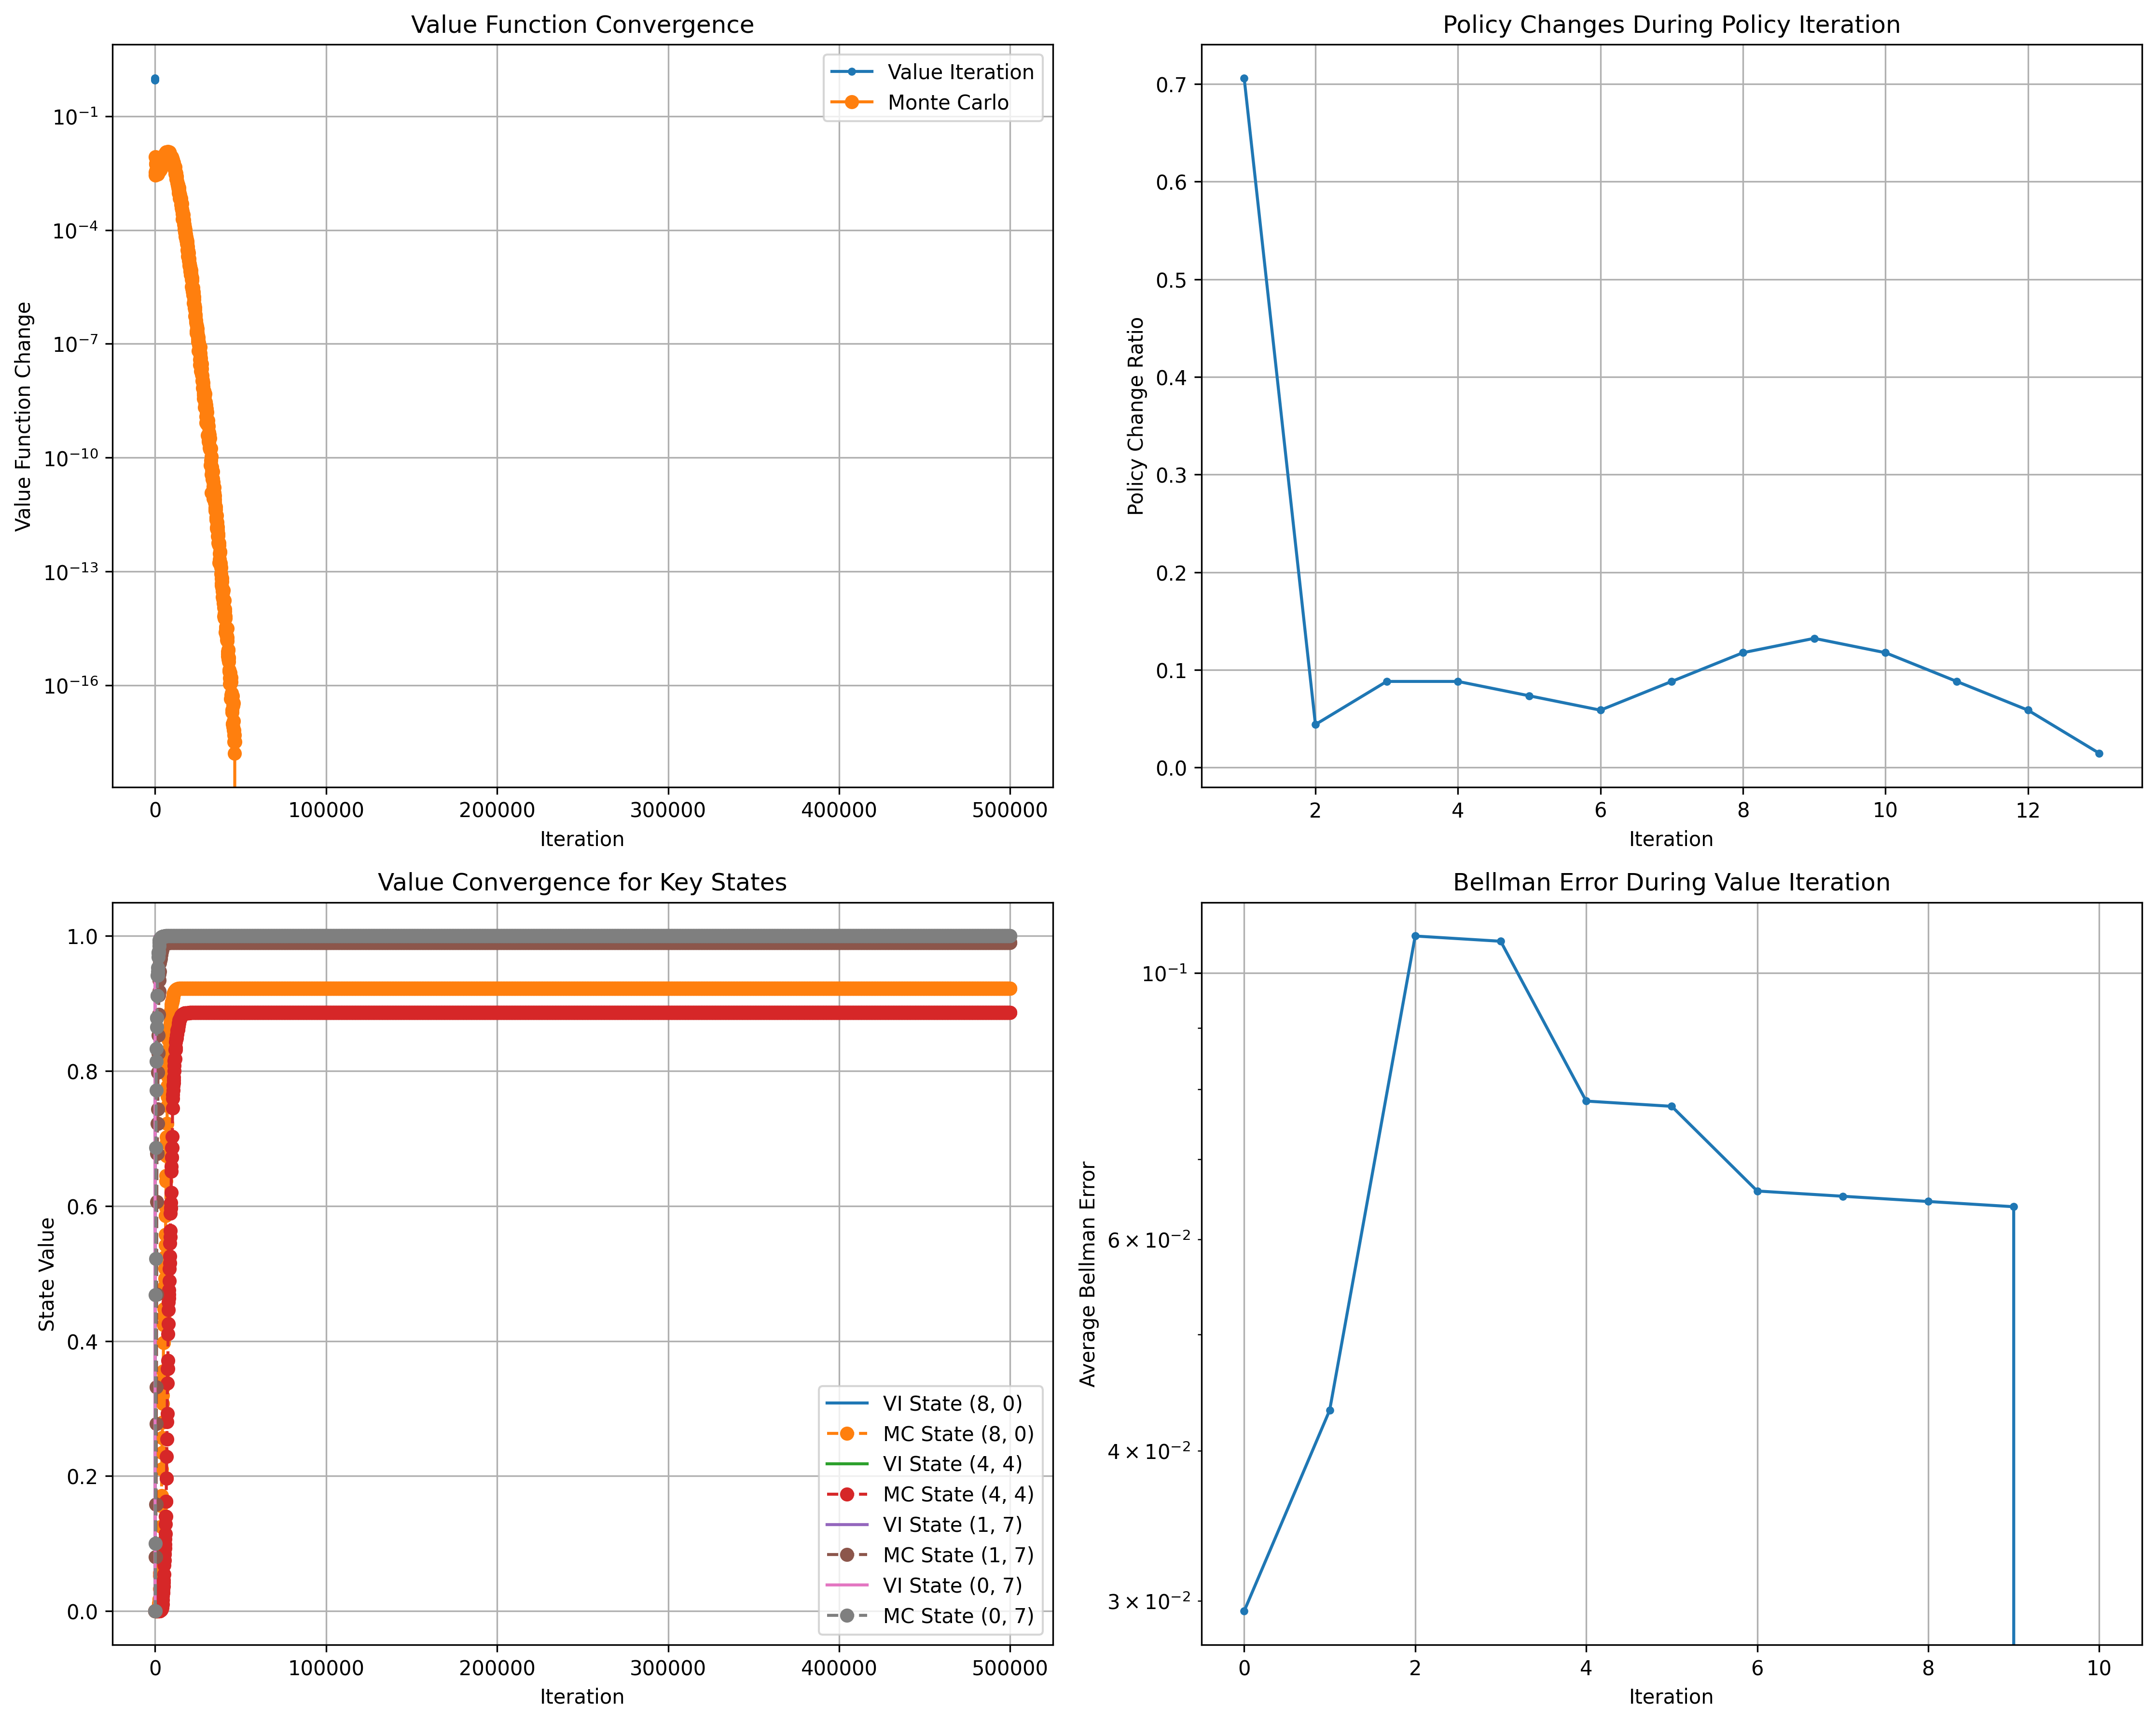 Value Function Convergence
Value Function Change
10⁻¹
10⁻⁴
10⁻⁷
10⁻¹⁰
10⁻¹³
10⁻¹⁶
Value Iteration
Monte Carlo
0 100000 200000 300000 400000 500000
Iteration
Policy Changes During Policy Iteration
Policy Change Ratio
0.7
0.6
0.5
0.4
0.3
0.2
0.1
0.0
2 4 6 8 10 12
Iteration
Value Convergence for Key States
State Value
1.0
0.8
0.6
0.4
0.2
0.0
VI State (8, 0)
MC State (8, 0)
VI State (4, 4)
MC State (4, 4)
VI State (1, 7)
MC State (1, 7)
VI State (0, 7)
MC State (0, 7)
0 100000 200000 300000 400000 500000
Iteration
Bellman Error During Value Iteration
Average Bellman Error
10⁻¹
6 × 10⁻²
4 × 10⁻²
3 × 10⁻²
0 2 4 6 8 10
Iteration